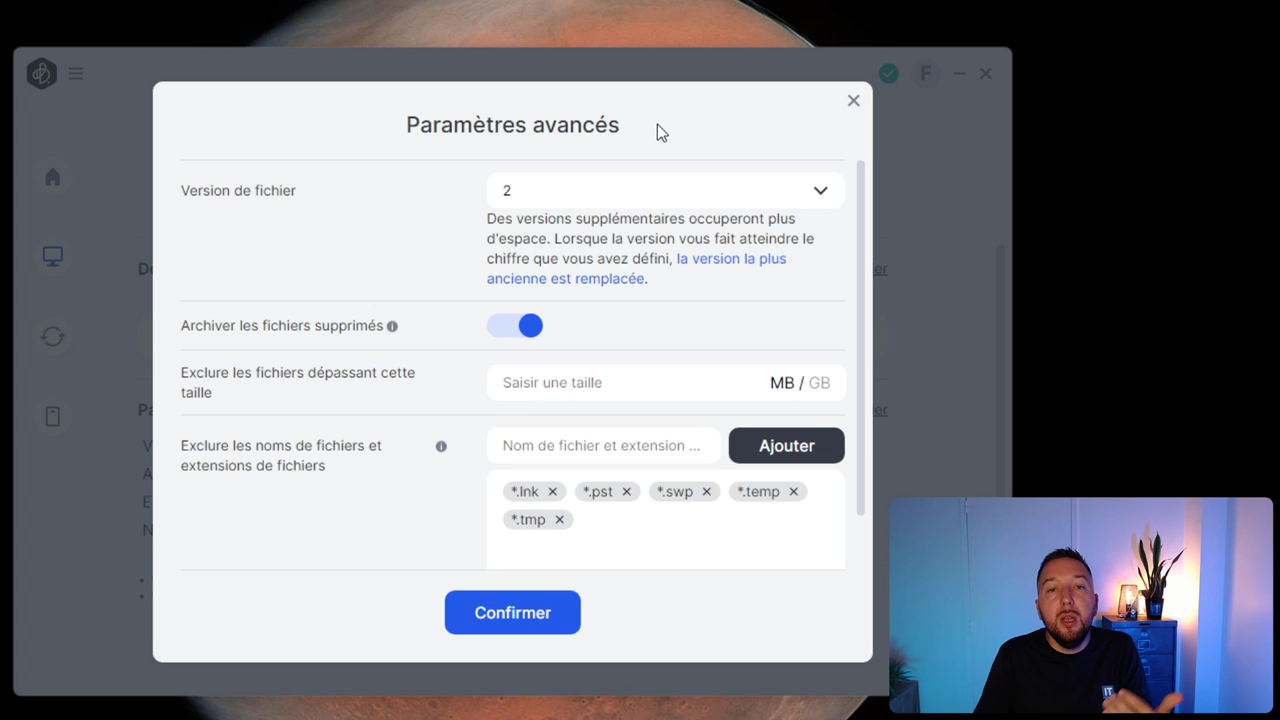 F
Paramètres avancés
Version de fichier
2
Des versions supplémentaires occuperont plus
d'espace. Lorsque la version vous fait atteindre le
chiffre que vous avez défini, la version la plus
ancienne est remplacée.
Archiver les fichiers supprimés
Exclure les fichiers dépassant cette
taille
Saisir une taille
MB / GB
Exclure les noms de fichiers et
extensions de fichiers
Nom de fichier et extension ...
Ajouter
*.lnk
*.pst
*.swp
*.temp
*.tmp
Confirmer
IT